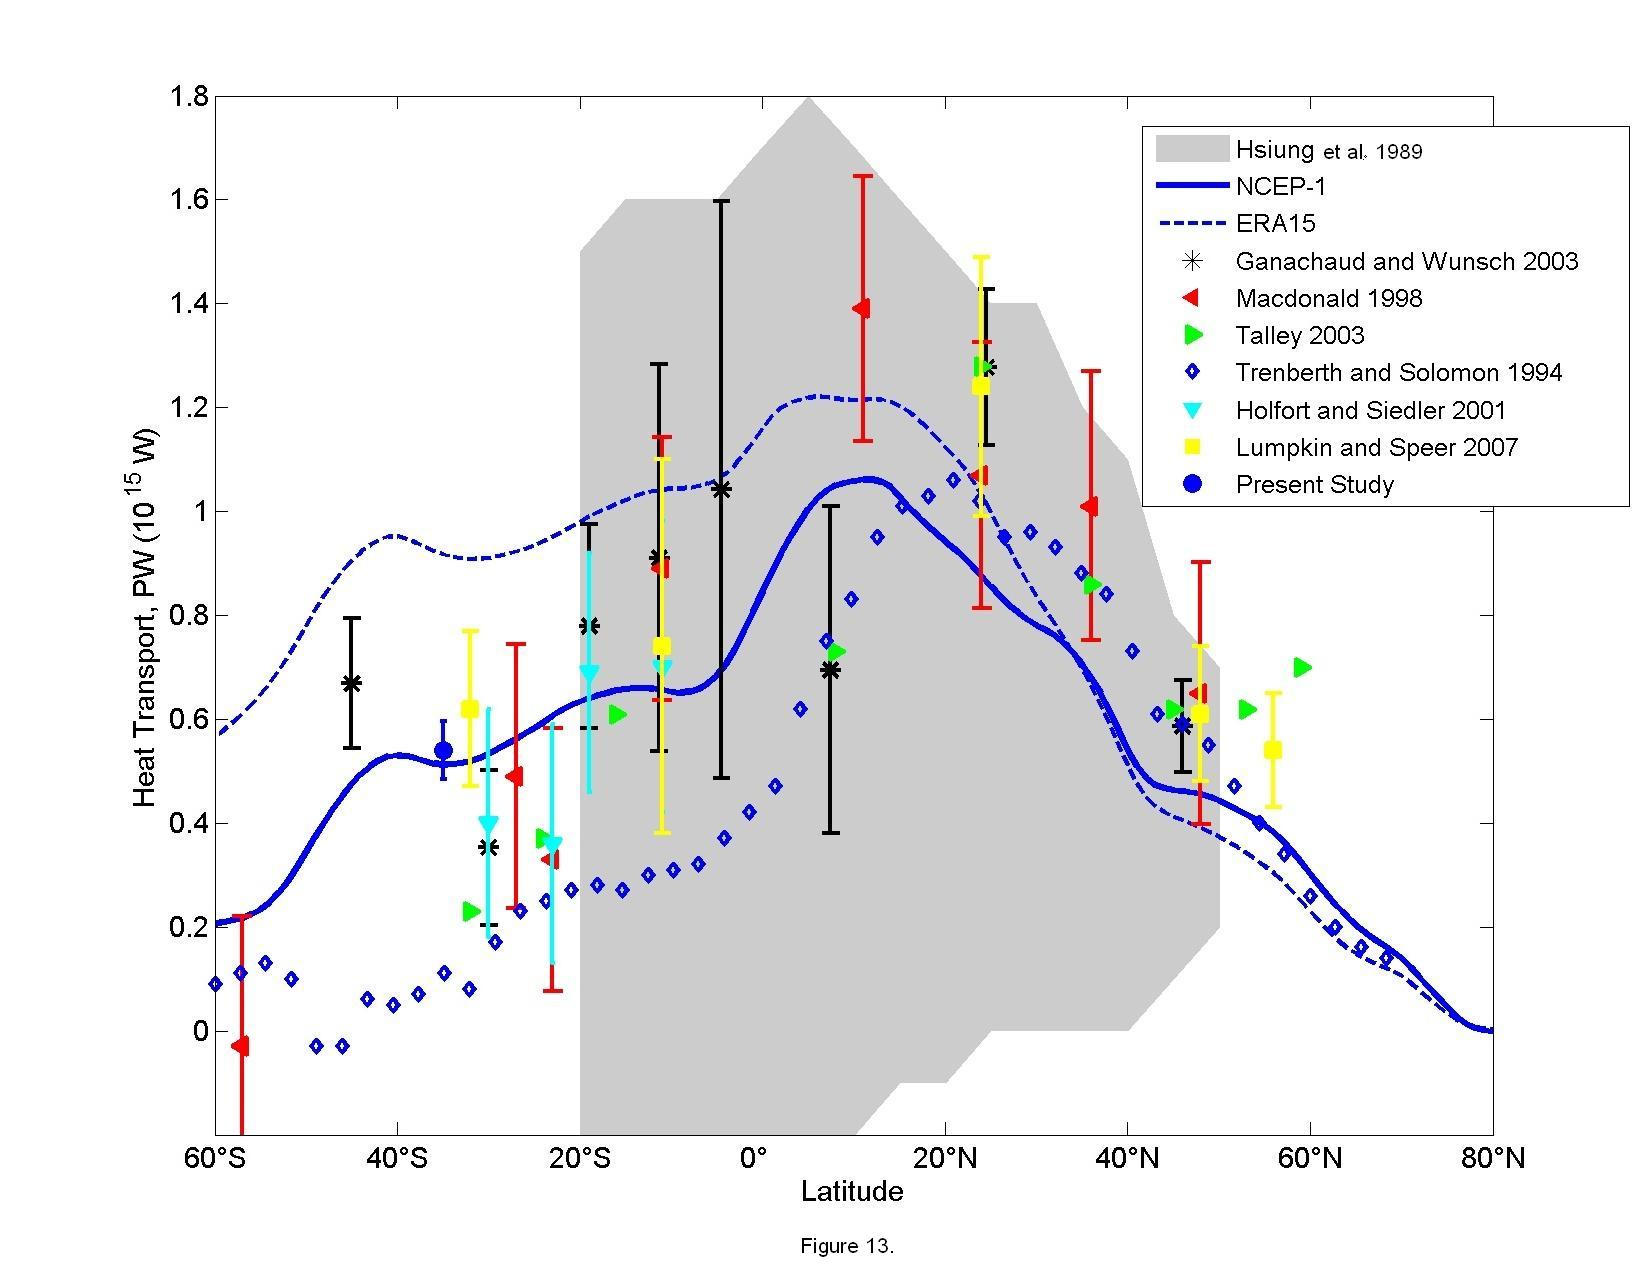 1.8
1.6
1.4
1.2
1
0.8
0.6
0.4
0.2
0
Heat Transport, PW (10 15 W)
60°S 40°S 20°S 0° 20°N 40°N 60°N 80°N
Latitude
Hsiung et al. 1989
NCEP-1
ERA15
Ganachaud and Wunsch 2003
Macdonald 1998
Talley 2003
Trenberth and Solomon 1994
Holfort and Siedler 2001
Lumpkin and Speer 2007
Present Study
Figure 13.